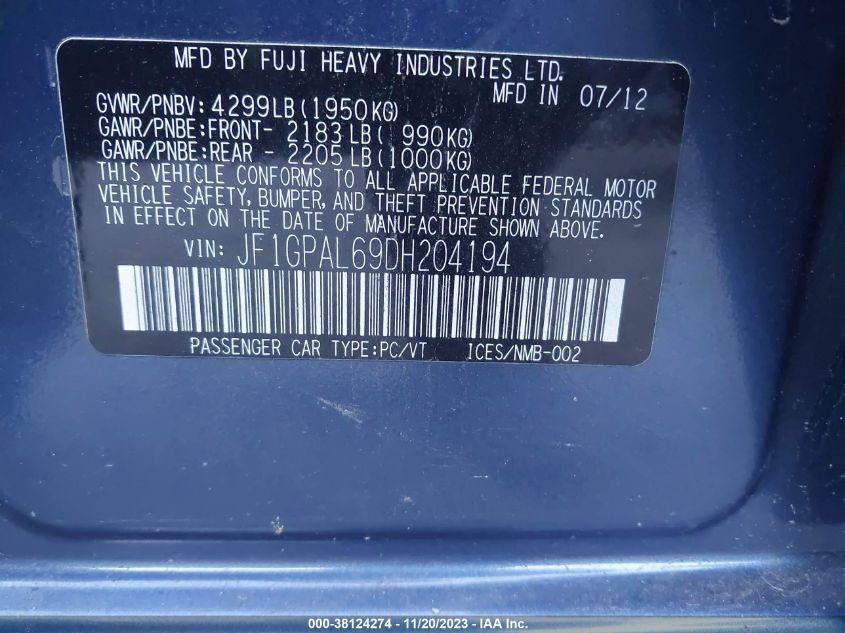 MFD BY FUJI HEAVY INDUSTRIES LTD.
MFD IN 07/12
GVWR/PNBV: 4299LB(1950KG)
GAWR/PNBE:FRONT- 2183LB( 990KG)
GAWR/PNBE:REAR - 2205LB(1000KG)
THIS VEHICLE CONFORMS TO ALL APPLICABLE FEDERAL MOTOR
VEHICLE SAFETY, BUMPER, AND THEFT PREVENTION STANDARDS
IN EFFECT ON THE DATE OF MANUFACTURE SHOWN ABOVE.
VIN: JF1GPAL69DH204194
PASSENGER CAR TYPE:PC/VT ICES/NMB-002
000-38124274 - 11/20/2023 - IAA Inc.